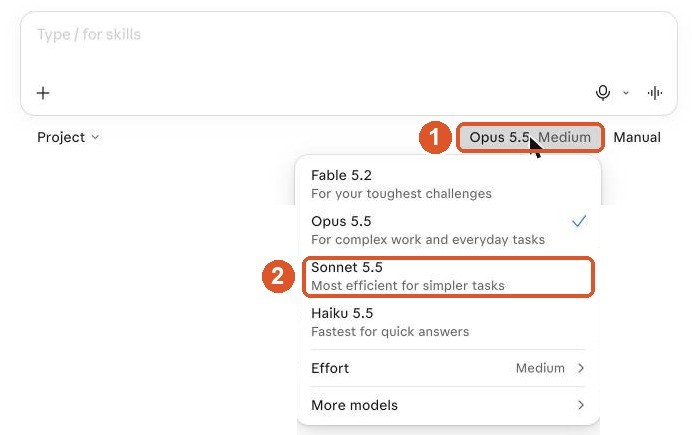 Type / for skills
Project
1
Opus 5.5 Medium
Manual
Fable 5.2
For your toughest challenges
Opus 5.5
For complex work and everyday tasks
2
Sonnet 5.5
Most efficient for simpler tasks
Haiku 5.5
Fastest for quick answers
Effort Medium
More models